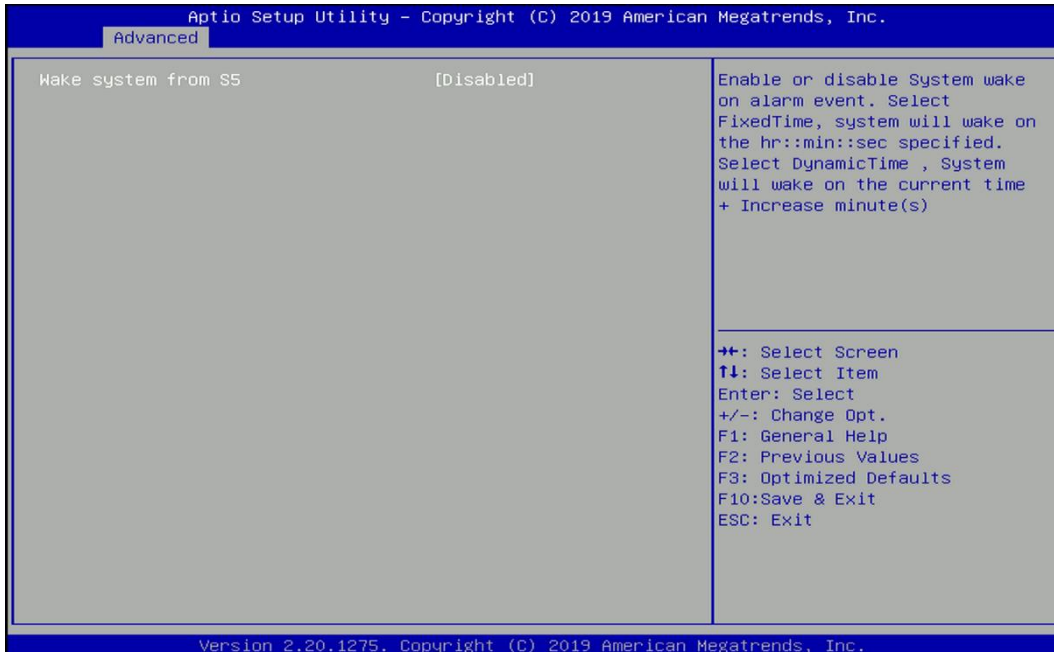 Aptio Setup Utility – Copyright (C) 2019 American Megatrends, Inc.
Advanced
Wake system from S5 [Disabled]
Enable or disable System wake
on alarm event. Select
FixedTime, system will wake on
the hr::min::sec specified.
Select DynamicTime , System
will wake on the current time
+ Increase minute(s)
→←: Select Screen
↑↓: Select Item
Enter: Select
+/-: Change Opt.
F1: General Help
F2: Previous Values
F3: Optimized Defaults
F10:Save & Exit
ESC: Exit
Version 2.20.1275. Copyright (C) 2019 American Megatrends, Inc.